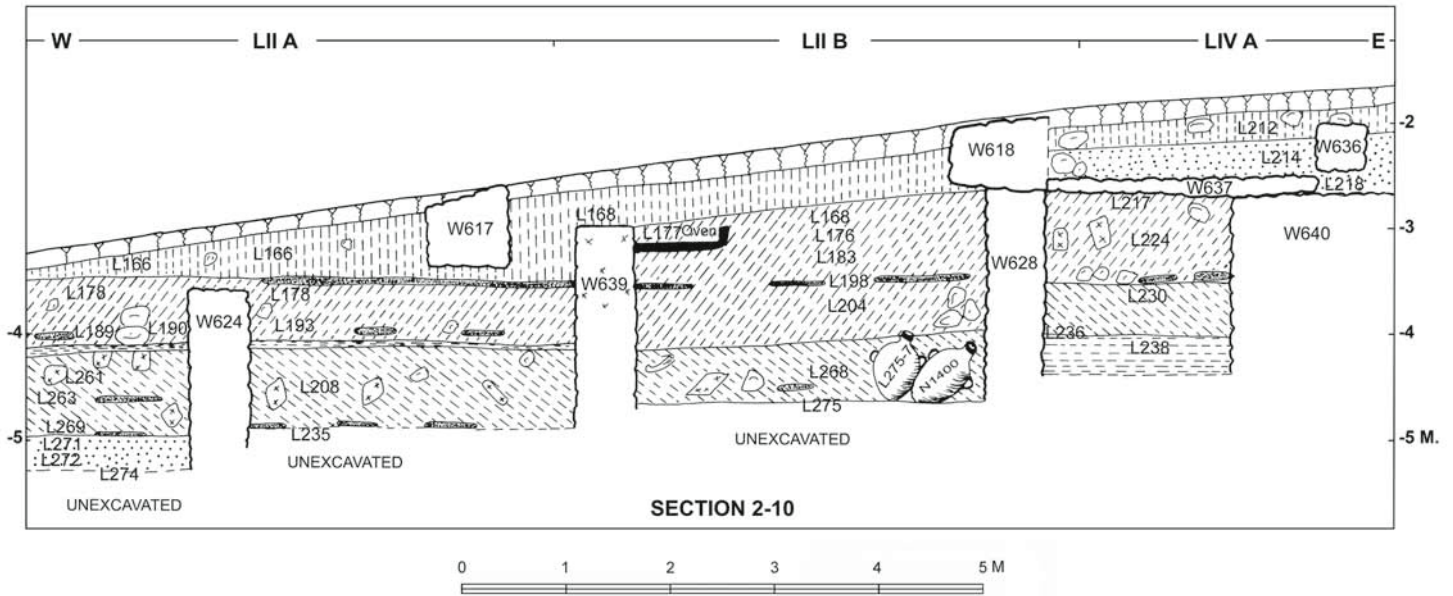 W LII A LII B LIV A E
-2
L212
W618
W636
L214
W637
L218
L217
-3
W617
L168
L177
Oven
L168
L176
L183
L224
W640
L166
L166
W628
L178
L178
W639
L198
L230
L204
-4
L189
L190
W624
L193
L236
L238
L261
L208
L268
L275-7
N1400
L263
L275
L269
L235
-5
-5 M.
L271
L272
L274
UNEXCAVATED
UNEXCAVATED
UNEXCAVATED
SECTION 2-10
0 1 2 3 4 5 M